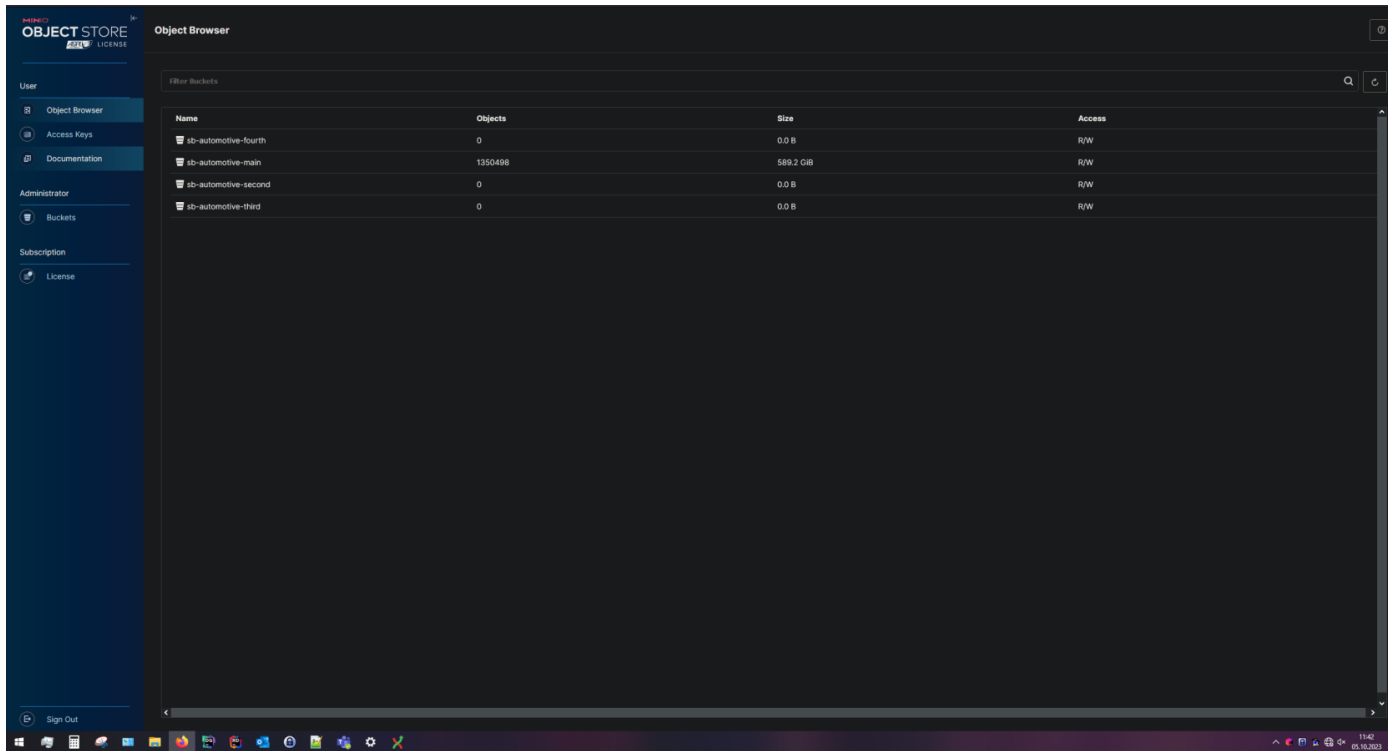 MINIO
OBJECT STORE
AGPLV3 LICENSE
Object Browser
User
Object Browser
Access Keys
Documentation
Administrator
Buckets
Subscription
License
Sign Out
Filter Buckets
Name Objects Size Access
sb-automotive-fourth 0 0.0 B R/W
sb-automotive-main 1350498 589.2 GiB R/W
sb-automotive-second 0 0.0 B R/W
sb-automotive-third 0 0.0 B R/W
11:42
05.10.2023